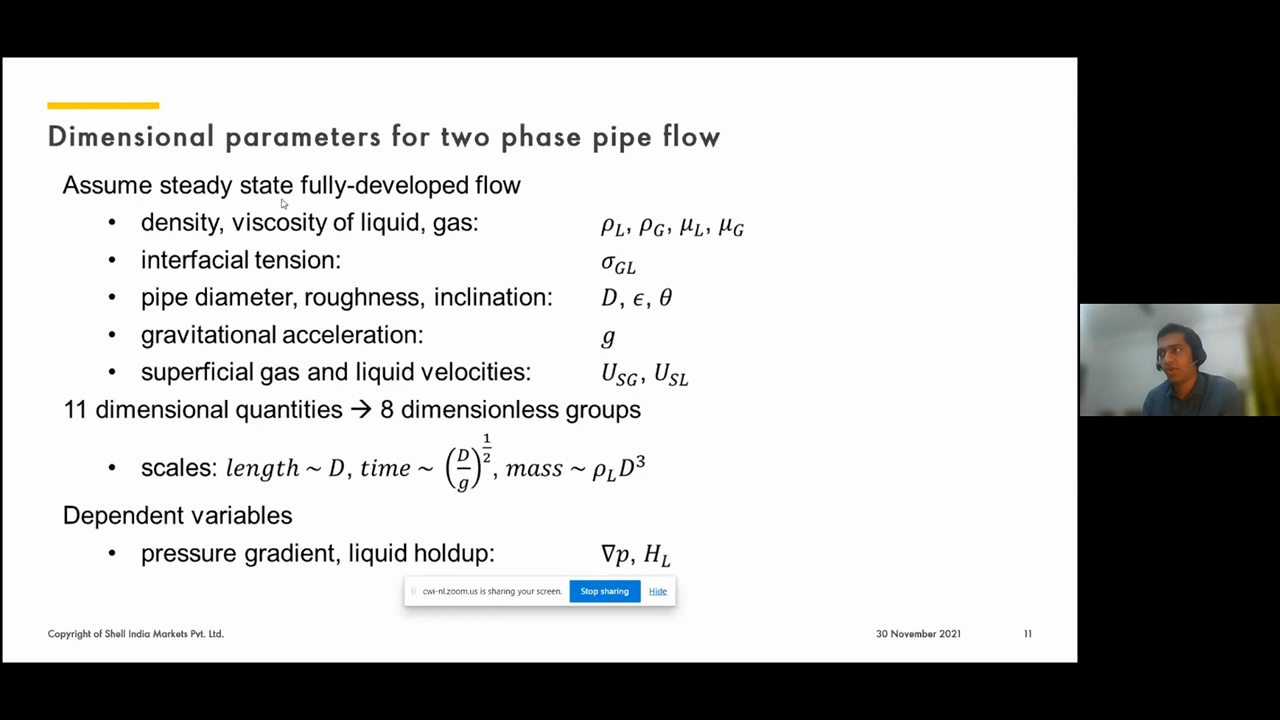 Dimensional parameters for two phase pipe flow
Assume steady state fully-developed flow
• density, viscosity of liquid, gas: ρ_L, ρ_G, μ_L, μ_G
• interfacial tension: σ_GL
• pipe diameter, roughness, inclination: D, ϵ, θ
• gravitational acceleration: g
• superficial gas and liquid velocities: U_SG, U_SL
11 dimensional quantities → 8 dimensionless groups
• scales: length ~ D, time ~ (D/g)^(1/2), mass ~ ρ_L D^3
Dependent variables
• pressure gradient, liquid holdup: ∇p, H_L
cwi-nl.zoom.us is sharing your screen. Stop sharing Hide
Copyright of Shell India Markets Pvt. Ltd. 30 November 2021 11